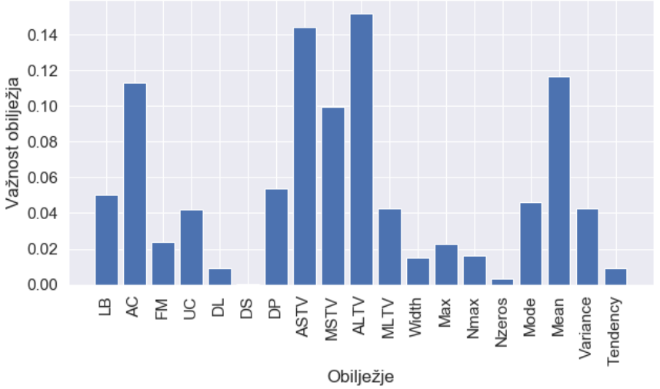 Važnost obilježja
0.14
0.12
0.10
0.08
0.06
0.04
0.02
0.00
LB
AC
FM
UC
DL
DS
DP
ASTV
MSTV
ALTV
MLTV
Width
Max
Nmax
Nzeros
Mode
Mean
Variance
Tendency
Obilježje